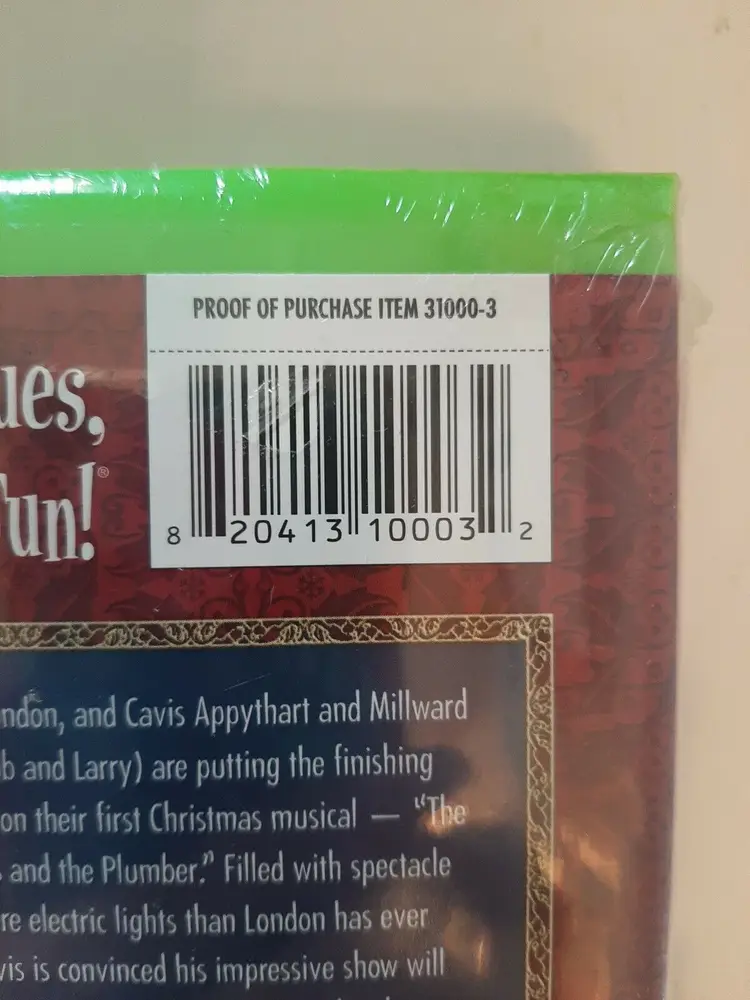 PROOF OF PURCHASE ITEM 31000-3
ues,
Fun!®
8 20413 10003 2
ndon, and Cavis Appythart and Millward
b and Larry) are putting the finishing
on their first Christmas musical — "The
and the Plumber." Filled with spectacle
re electric lights than London has ever
vis is convinced his impressive show will